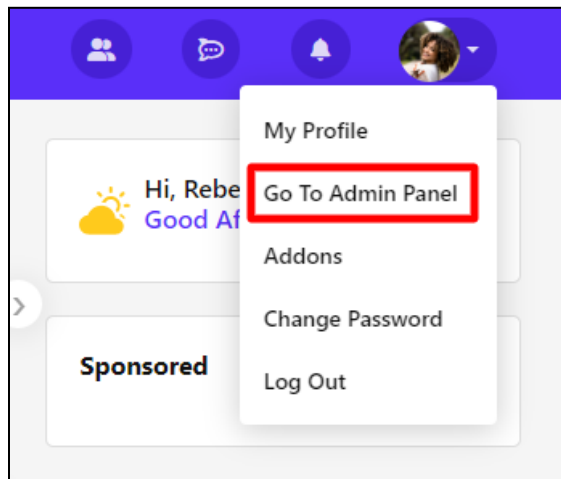 My Profile
Hi, Rebe
Go To Admin Panel
Good Af
Addons
Change Password
Sponsored
Log Out